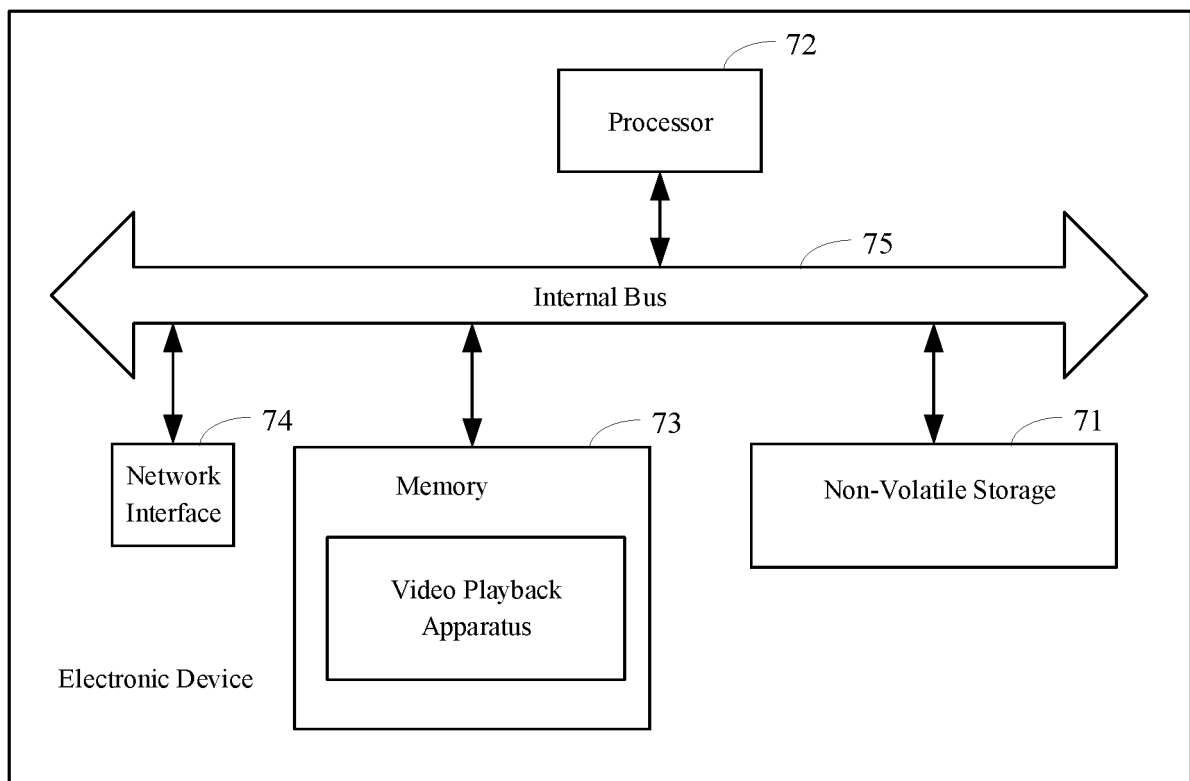 72
Processor
75
Internal Bus
74
Network
Interface
73
Memory
Video Playback
Apparatus
71
Non-Volatile Storage
Electronic Device